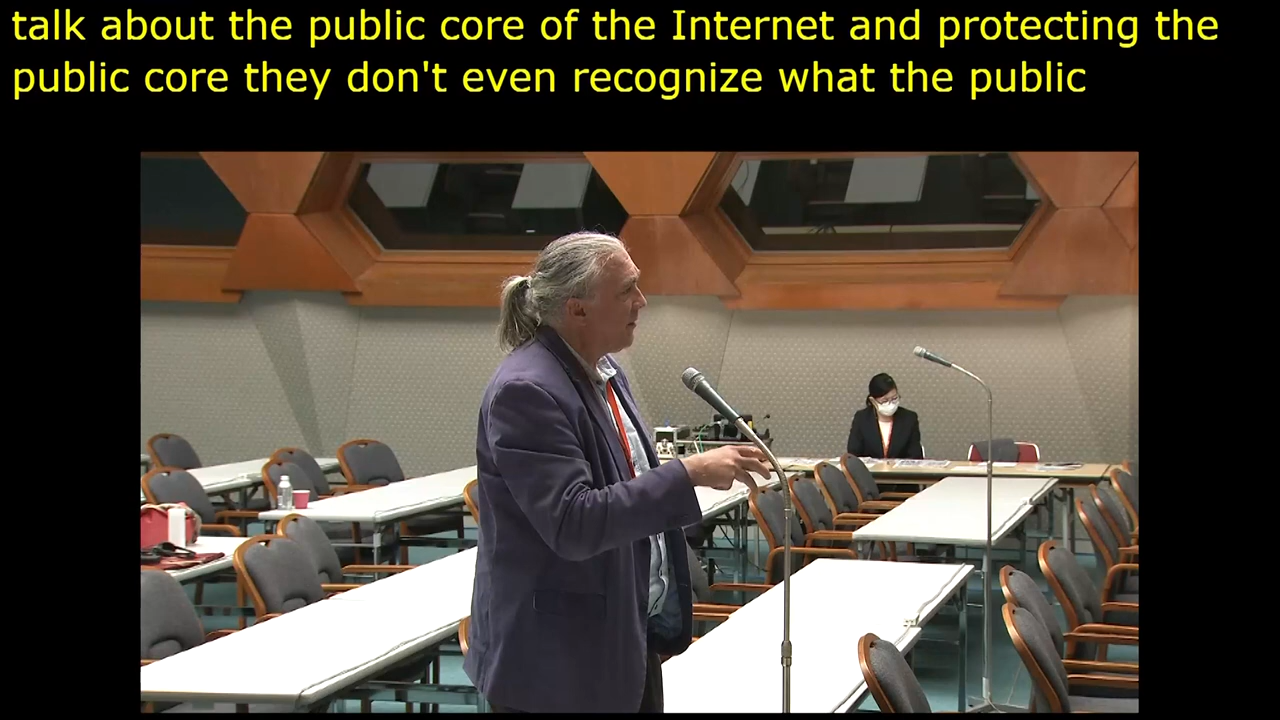 talk about the public core of the Internet and protecting the
public core they don't even recognize what the public